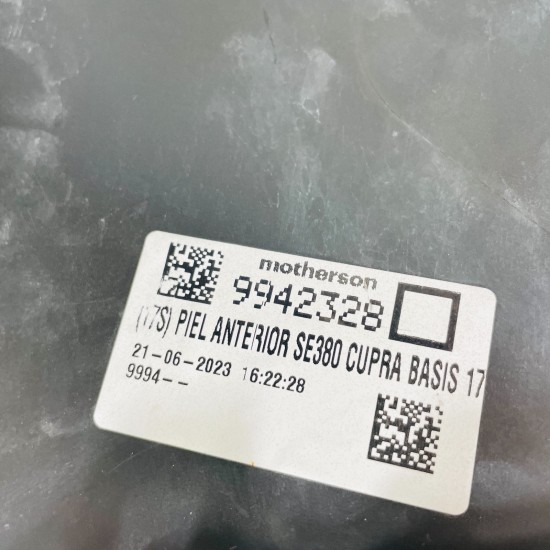 motherson
9942328
(17S) PIEL ANTERIOR SE380 CUPRA BASIS 17
21-06-2023 16:22:28
9994--